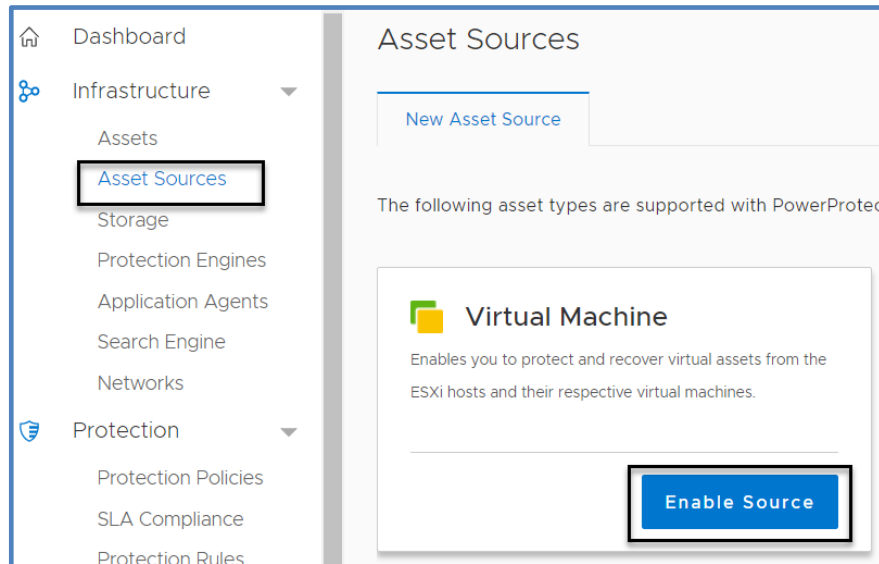 Dashboard
Infrastructure
Assets
Asset Sources
Storage
Protection Engines
Application Agents
Search Engine
Networks
Protection
Protection Policies
SLA Compliance
Protection Rules
Asset Sources
New Asset Source
The following asset types are supported with PowerProtec
Virtual Machine
Enables you to protect and recover virtual assets from the
ESXi hosts and their respective virtual machines.
Enable Source